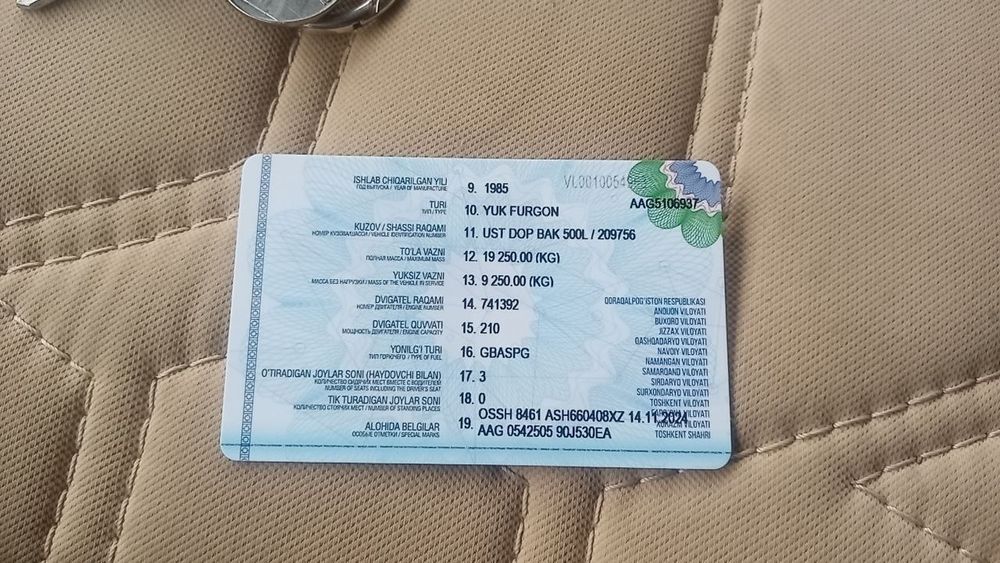 VL00100549
AAG5106937
ISHLAB CHIQARILGAN YILI
ГОД ВЫПУСКА / YEAR OF MANUFACTURE
9. 1985
TURI
ТИП / TYPE
10. YUK FURGON
KUZOV / SHASSI RAQAMI
НОМЕР КУЗОВА/ШАССИ / VEHICLE IDENTIFICATION NUMBER
11. UST DOP BAK 500L / 209756
TO'LA VAZNI
ПОЛНАЯ МАССА / MAXIMUM MASS
12. 19 250.00 (KG)
YUKSIZ VAZNI
МАССА БЕЗ НАГРУЗКИ / MASS OF THE VEHICLE IN SERVICE
13. 9 250.00 (KG)
DVIGATEL RAQAMI
НОМЕР ДВИГАТЕЛЯ / ENGINE NUMBER
14. 741392
DVIGATEL QUVVATI
МОЩНОСТЬ ДВИГАТЕЛЯ / ENGINE CAPACITY
15. 210
YONILG'I TURI
ТИП ГОРЮЧЕГО / TYPE OF FUEL
16. GBASPG
O'TIRADIGAN JOYLAR SONI (HAYDOVCHI BILAN)
КОЛИЧЕСТВО СИДЯЧИХ МЕСТ ВМЕСТЕ С ВОДИТЕЛЕМ
NUMBER OF SEATS INCLUDING THE DRIVER'S SEAT
17. 3
TIK TURADIGAN JOYLAR SONI
КОЛИЧЕСТВО СТОЯЧИХ МЕСТ / NUMBER OF STANDING PLACES
18. 0
ALOHIDA BELGILAR
ОСОБЫЕ ОТМЕТКИ / SPECIAL MARKS
19. OSSH 8461 ASH660408XZ 14.11.2024
AAG 0542505 90J530EA
QORAQALPOG'ISTON RESPUBLIKASI
ANDIJON VILOYATI
BUXORO VILOYATI
JIZZAX VILOYATI
QASHQADARYO VILOYATI
NAVOIY VILOYATI
NAMANGAN VILOYATI
SAMARQAND VILOYATI
SIRDARYO VILOYATI
SURXONDARYO VILOYATI
TOSHKENT VILOYATI
VILOYATI
XORAZM VILOYATI
TOSHKENT SHAHRI